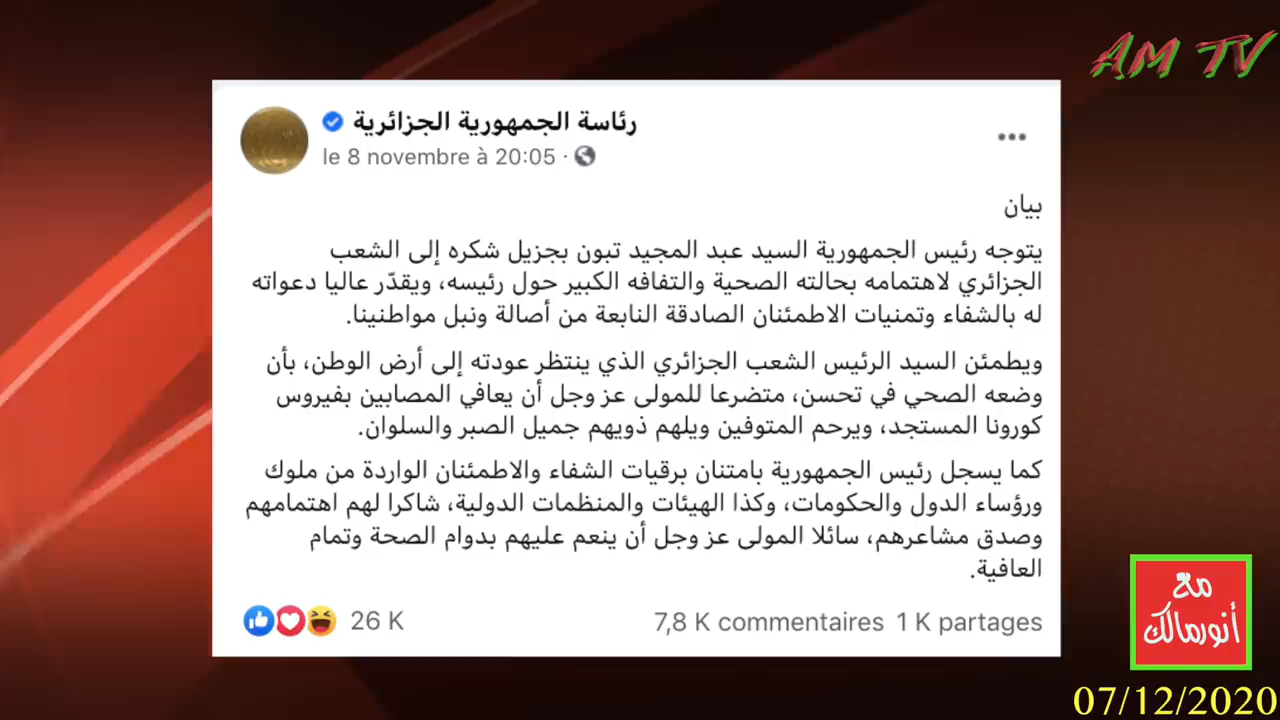 AM TV
رئاسة الجمهورية الجزائرية
le 8 novembre à 20:05 ·
بيان
يتوجه رئيس الجمهورية السيد عبد المجيد تبون بجزيل شكره إلى الشعب
الجزائري لاهتمامه بحالته الصحية والتفافه الكبير حول رئيسه، ويقدّر عاليا دعواته
له بالشفاء وتمنيات الاطمئنان الصادقة النابعة من أصالة ونبل مواطنينا.
ويطمئن السيد الرئيس الشعب الجزائري الذي ينتظر عودته إلى أرض الوطن، بأن
وضعه الصحي في تحسن، متضرعا للمولى عز وجل أن يعافي المصابين بفيروس
كورونا المستجد، ويرحم المتوفين ويلهم ذويهم جميل الصبر والسلوان.
كما يسجل رئيس الجمهورية بامتنان برقيات الشفاء والاطمئنان الواردة من ملوك
ورؤساء الدول والحكومات، وكذا الهيئات والمنظمات الدولية، شاكرا لهم اهتمامهم
وصدق مشاعرهم، سائلا المولى عز وجل أن ينعم عليهم بدوام الصحة وتمام
العافية.
26 K
7,8 K commentaires 1 K partages
مع
أنورمالك
07/12/2020